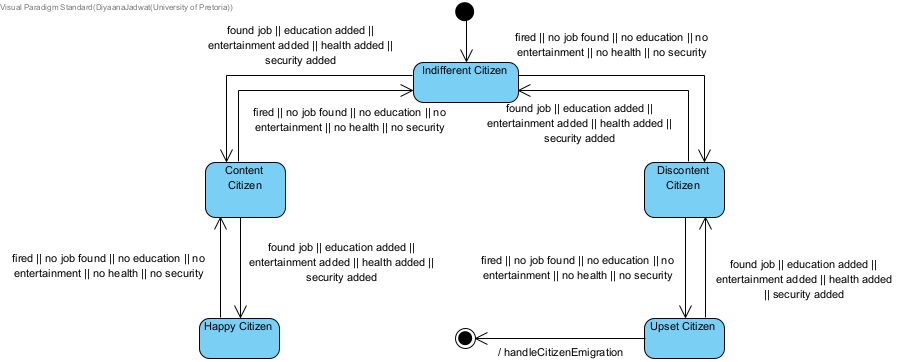 Visual Paradigm Standard(DiyaanaJadwat(University of Pretoria))
found job || education added ||
entertainment added || health added ||
security added
fired || no job found || no education || no
entertainment || no health || no security
Indifferent Citizen
fired || no job found || no education || no
entertainment || no health || no security
found job || education added ||
entertainment added || health added ||
security added
Content
Citizen
Discontent
Citizen
fired || no job found || no education || no
entertainment || no health || no security
found job || education added ||
entertainment added || health added ||
security added
fired || no job found || no education || no
entertainment || no health || no security
found job || education added ||
entertainment added || health added
|| security added
Happy Citizen
Upset Citizen
/ handleCitizenEmigration